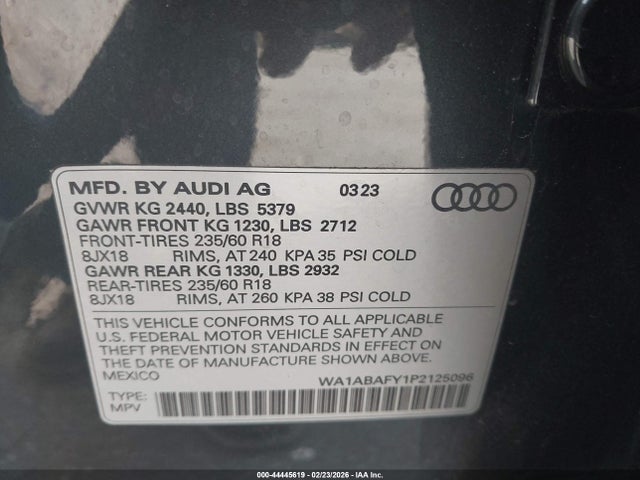 MFD. BY AUDI AG 03 23
GVWR KG 2440, LBS 5379
GAWR FRONT KG 1230, LBS 2712
FRONT-TIRES 235/60 R18
8JX18 RIMS, AT 240 KPA 35 PSI COLD
GAWR REAR KG 1330, LBS 2932
REAR-TIRES 235/60 R18
8JX18 RIMS, AT 260 KPA 38 PSI COLD
THIS VEHICLE CONFORMS TO ALL APPLICABLE
U.S. FEDERAL MOTOR VEHICLE SAFETY AND
THEFT PREVENTION STANDARDS IN EFFECT ON
THE DATE OF MANUFACTURE SHOWN ABOVE.
MEXICO WA1ABAFY1P2125096
TYPE:
MPV
000-44445619 - 02/23/2026 - IAA Inc.